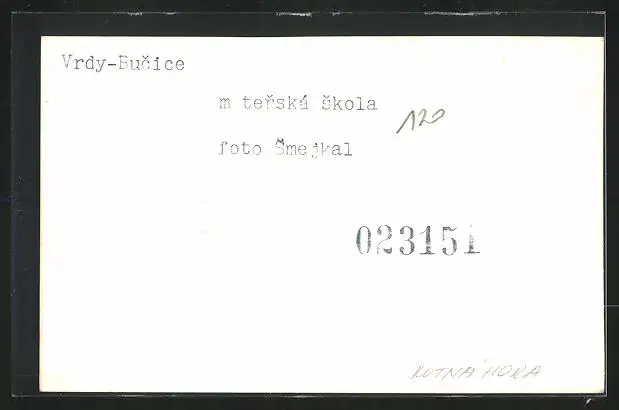 Vrdy-Bučice
m teřská škola
120
foto Šmejkal
023151
KUTNÁ HORA